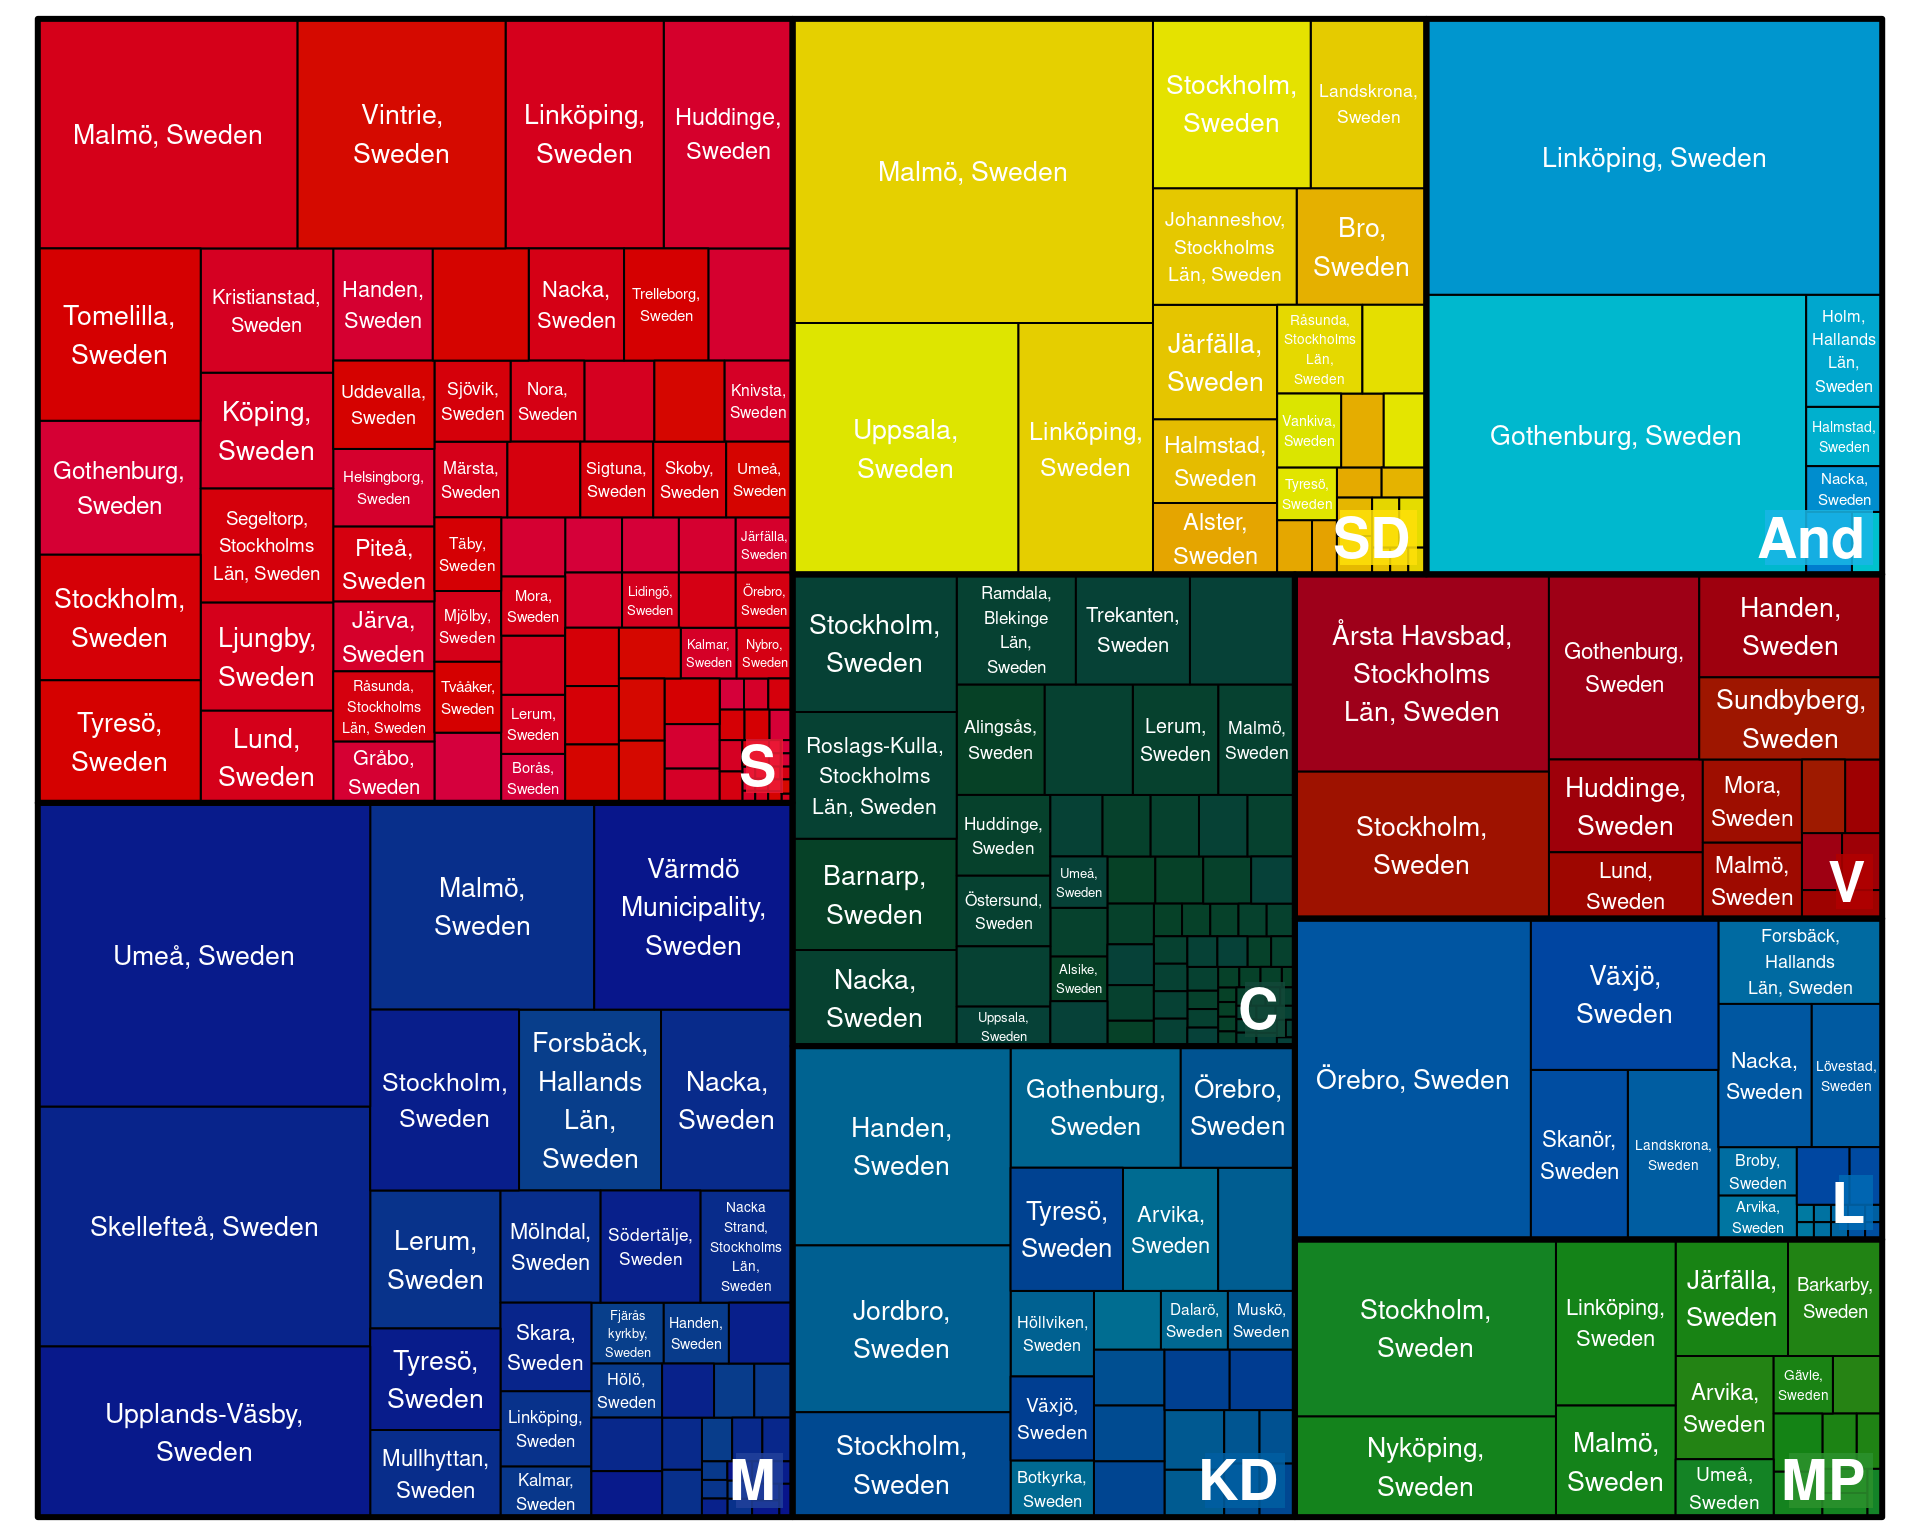 Malmö, Sweden
Vintrie,
Sweden
Linköping,
Sweden
Huddinge,
Sweden
Tomelilla,
Sweden
Kristianstad,
Sweden
Handen,
Sweden
Nacka,
Sweden
Trelleborg,
Sweden
Köping,
Sweden
Uddevalla,
Sweden
Sjövik,
Sweden
Nora,
Sweden
Knivsta,
Sweden
Gothenburg,
Sweden
Helsingborg,
Sweden
Märsta,
Sweden
Sigtuna,
Sweden
Skoby,
Sweden
Umeå,
Sweden
Segeltorp,
Stockholms
Län, Sweden
Piteå,
Sweden
Täby,
Sweden
Järfälla,
Sweden
Stockholm,
Sweden
Mora,
Sweden
Lidingö,
Sweden
Örebro,
Sweden
Ljungby,
Sweden
Järva,
Sweden
Mjölby,
Sweden
Kalmar,
Sweden
Nybro,
Sweden
Råsunda,
Stockholms
Län, Sweden
Tvååker,
Sweden
Tyresö,
Sweden
Lund,
Sweden
Lerum,
Sweden
Gråbo,
Sweden
Borås,
Sweden
S
Malmö, Sweden
Stockholm,
Sweden
Landskrona,
Sweden
Johanneshov,
Stockholms
Län, Sweden
Bro,
Sweden
Uppsala,
Sweden
Linköping,
Sweden
Järfälla,
Sweden
Råsunda,
Stockholms
Län,
Sweden
Vankiva,
Sweden
Halmstad,
Sweden
Tyresö,
Sweden
Alster,
Sweden
SD
Linköping, Sweden
Gothenburg, Sweden
Holm,
Hallands
Län,
Sweden
Halmstad,
Sweden
Nacka,
Sweden
And
Umeå, Sweden
Malmö,
Sweden
Värmdö
Municipality,
Sweden
Skellefteå, Sweden
Stockholm,
Sweden
Forsbäck,
Hallands
Län,
Sweden
Nacka,
Sweden
Upplands-Väsby,
Sweden
Lerum,
Sweden
Mölndal,
Sweden
Södertälje,
Sweden
Nacka
Strand,
Stockholms
Län,
Sweden
Tyresö,
Sweden
Skara,
Sweden
Fjärås
kyrkby,
Sweden
Handen,
Sweden
Hölö,
Sweden
Linköping,
Sweden
Mullhyttan,
Sweden
Kalmar,
Sweden
M
Stockholm,
Sweden
Ramdala,
Blekinge
Län,
Sweden
Trekanten,
Sweden
Roslags-Kulla,
Stockholms
Län, Sweden
Alingsås,
Sweden
Lerum,
Sweden
Malmö,
Sweden
Barnarp,
Sweden
Huddinge,
Sweden
Umeå,
Sweden
Östersund,
Sweden
Nacka,
Sweden
Alsike,
Sweden
Uppsala,
Sweden
C
Handen,
Sweden
Gothenburg,
Sweden
Örebro,
Sweden
Tyresö,
Sweden
Arvika,
Sweden
Jordbro,
Sweden
Höllviken,
Sweden
Dalarö,
Sweden
Muskö,
Sweden
Växjö,
Sweden
Stockholm,
Sweden
Botkyrka,
Sweden
KD
Årsta Havsbad,
Stockholms
Län, Sweden
Gothenburg,
Sweden
Handen,
Sweden
Sundbyberg,
Sweden
Stockholm,
Sweden
Huddinge,
Sweden
Mora,
Sweden
Lund,
Sweden
Malmö,
Sweden
V
Örebro, Sweden
Växjö,
Sweden
Forsbäck,
Hallands
Län, Sweden
Nacka,
Sweden
Lövestad,
Sweden
Skanör,
Sweden
Landskrona,
Sweden
Broby,
Sweden
Arvika,
Sweden
L
Stockholm,
Sweden
Linköping,
Sweden
Järfälla,
Sweden
Barkarby,
Sweden
Nyköping,
Sweden
Malmö,
Sweden
Arvika,
Sweden
Gävle,
Sweden
Umeå,
Sweden
MP